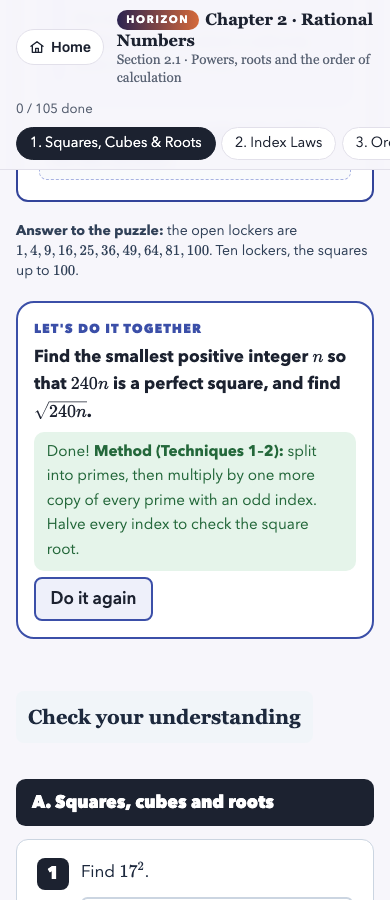 Home
HORIZON Chapter 2 · Rational
Numbers
Section 2.1 · Powers, roots and the order of
calculation
0 / 105 done
1. Squares, Cubes & Roots
2. Index Laws
3. Or
Answer to the puzzle: the open lockers are
1, 4, 9, 16, 25, 36, 49, 64, 81, 100. Ten lockers, the squares
up to 100.
LET'S DO IT TOGETHER
Find the smallest positive integer n so
that 240n is a perfect square, and find
√240n.
Done! Method (Techniques 1–2): split
into primes, then multiply by one more
copy of every prime with an odd index.
Halve every index to check the square
root.
Do it again
Check your understanding
A. Squares, cubes and roots
1 Find 17².